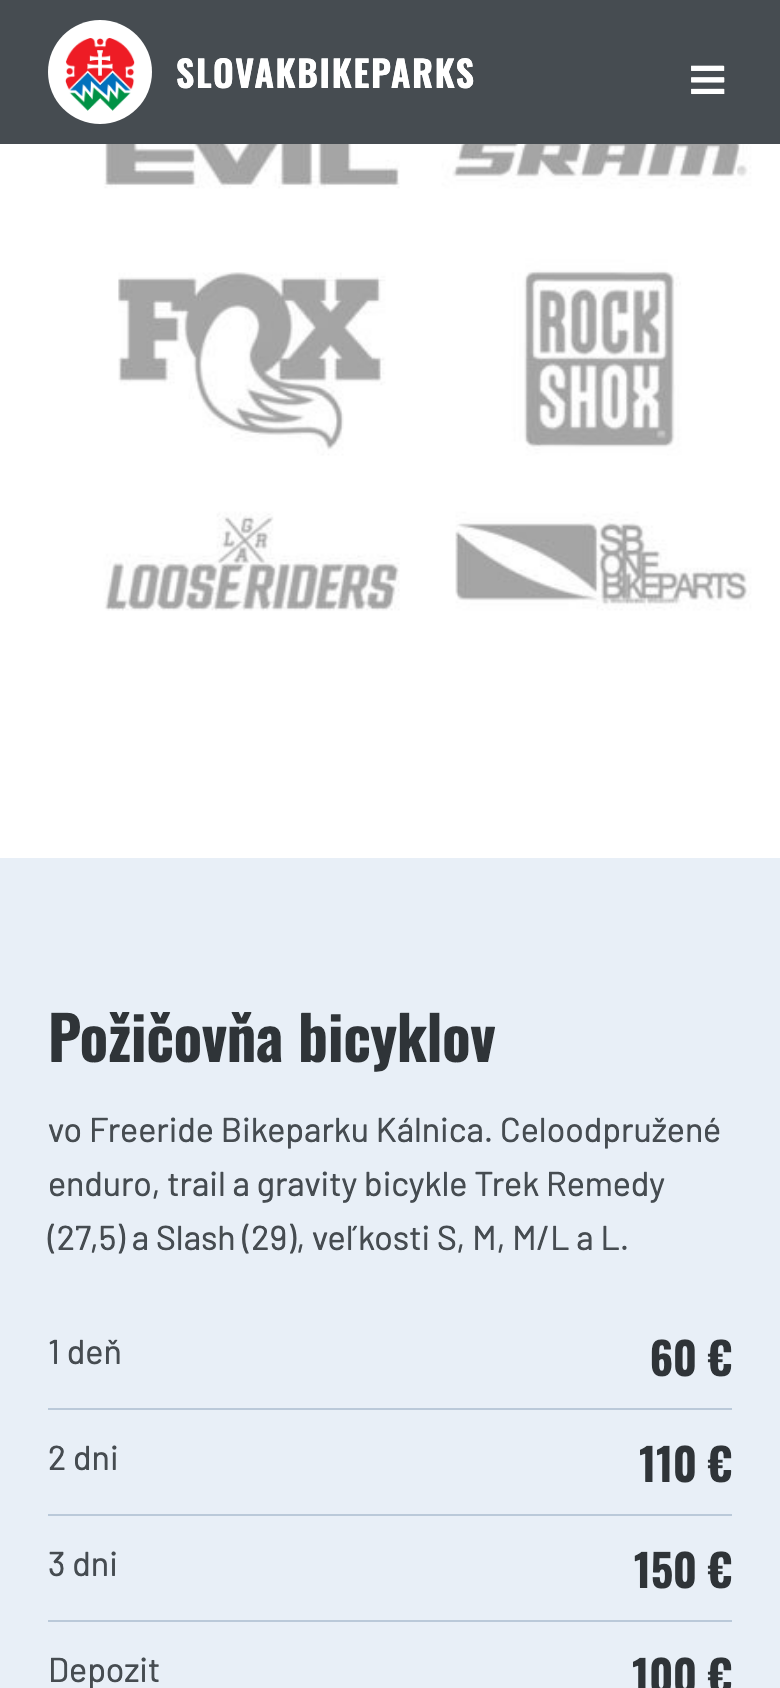 SLOVAKBIKEPARKS
EVIL
SRAM
FOX
ROCK
SHOX
G
L R
A
LOOSERIDERS
SB
ONE
BIKEPARTS
Požičovňa bicyklov
vo Freeride Bikeparku Kálnica. Celoodpružené
enduro, trail a gravity bicykle Trek Remedy
(27,5) a Slash (29), veľkosti S, M, M/L a L.
1 deň 60 €
2 dni 110 €
3 dni 150 €
Depozit 100 €